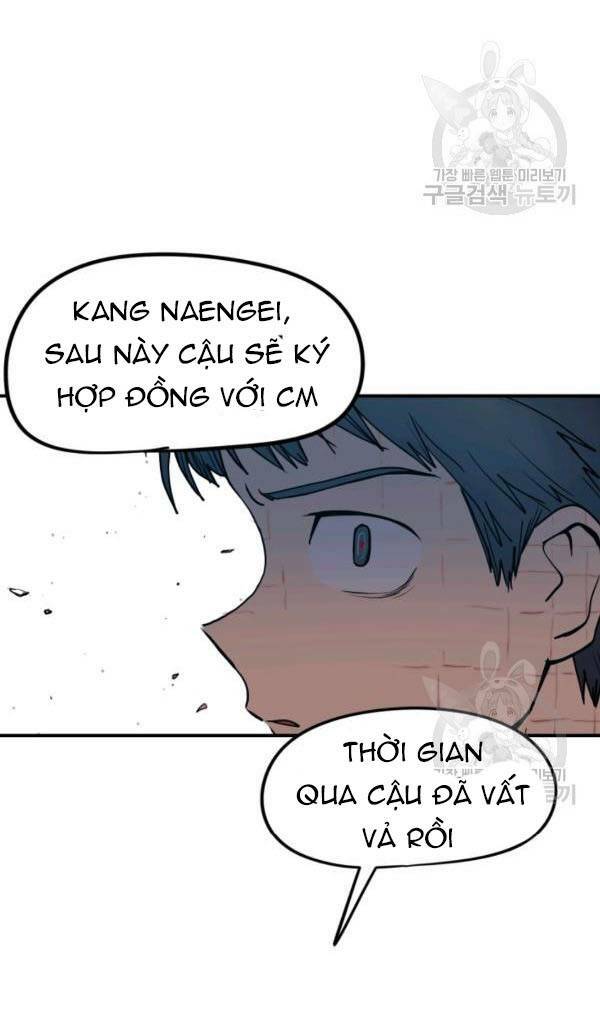 가장 빠른 웹툰 미리보기
구글검색 뉴토끼
KANG NAENGEI,
SAU NÀY CẬU SẼ KÝ
HỢP ĐỒNG VỚI CM
THỜI GIAN
QUA CẬU ĐÃ VẤT
VẢ RỒI